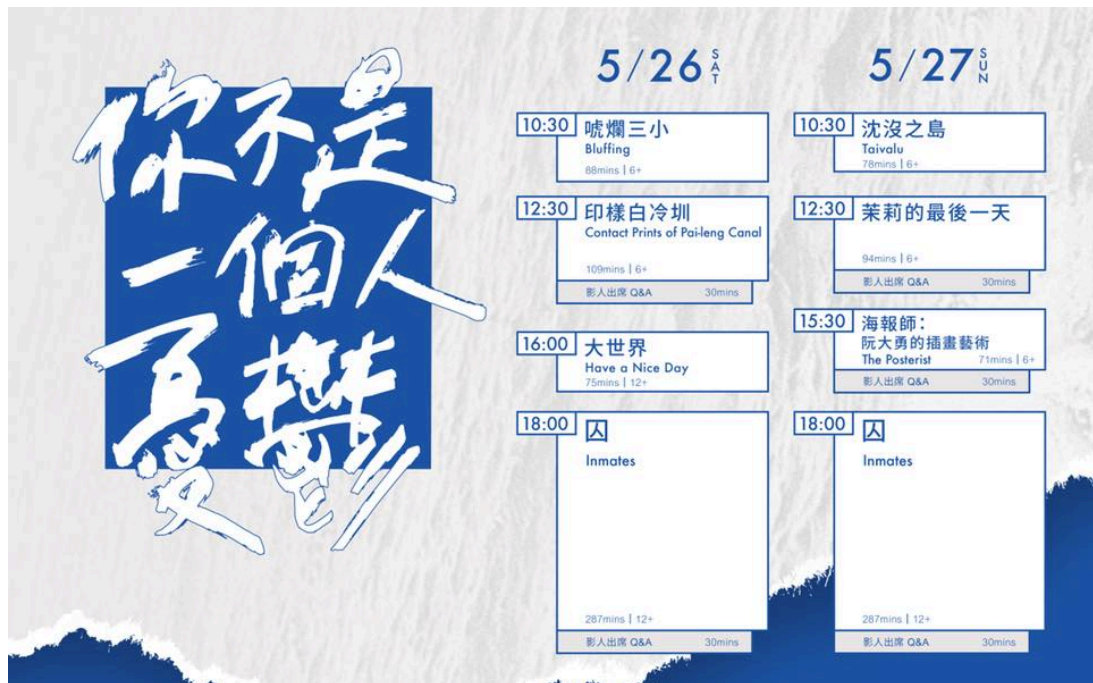 你不是
一個人
憂鬱
5/26 SAT
10:30 唬爛三小
Bluffing
88mins | 6+
12:30 印樣白冷圳
Contact Prints of Pai-leng Canal
109mins | 6+
影人出席 Q&A 30mins
16:00 大世界
Have a Nice Day
75mins | 12+
18:00 囚
Inmates
287mins | 12+
影人出席 Q&A 30mins
5/27 SUN
10:30 沈沒之島
Taivalu
78mins | 6+
12:30 茉莉的最後一天
94mins | 6+
影人出席 Q&A 30mins
15:30 海報師：
阮大勇的插畫藝術
The Posterist 71mins | 6+
影人出席 Q&A 30mins
18:00 囚
Inmates
287mins | 12+
影人出席 Q&A 30mins